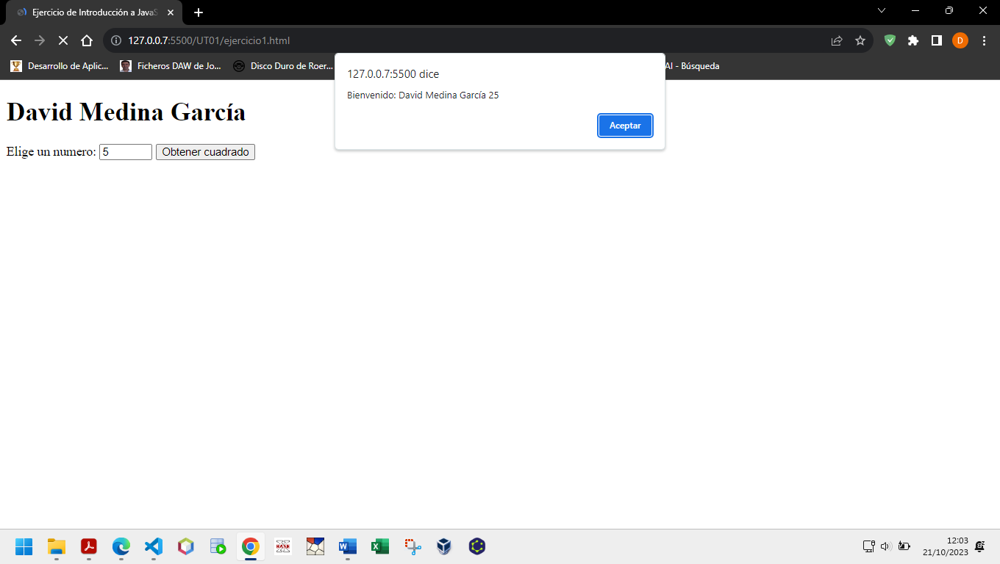 Ejercicio de Introducción a JavaS
127.0.0.7:5500/UT01/ejercicio1.html
D
Desarrollo de Aplic...
Ficheros DAW de Jo...
Disco Duro de Roer...
AI - Búsqueda
127.0.0.7:5500 dice
Bienvenido: David Medina García 25
Aceptar
David Medina García
Elige un numero: 5 Obtener cuadrado
BASE
12:03
21/10/2023